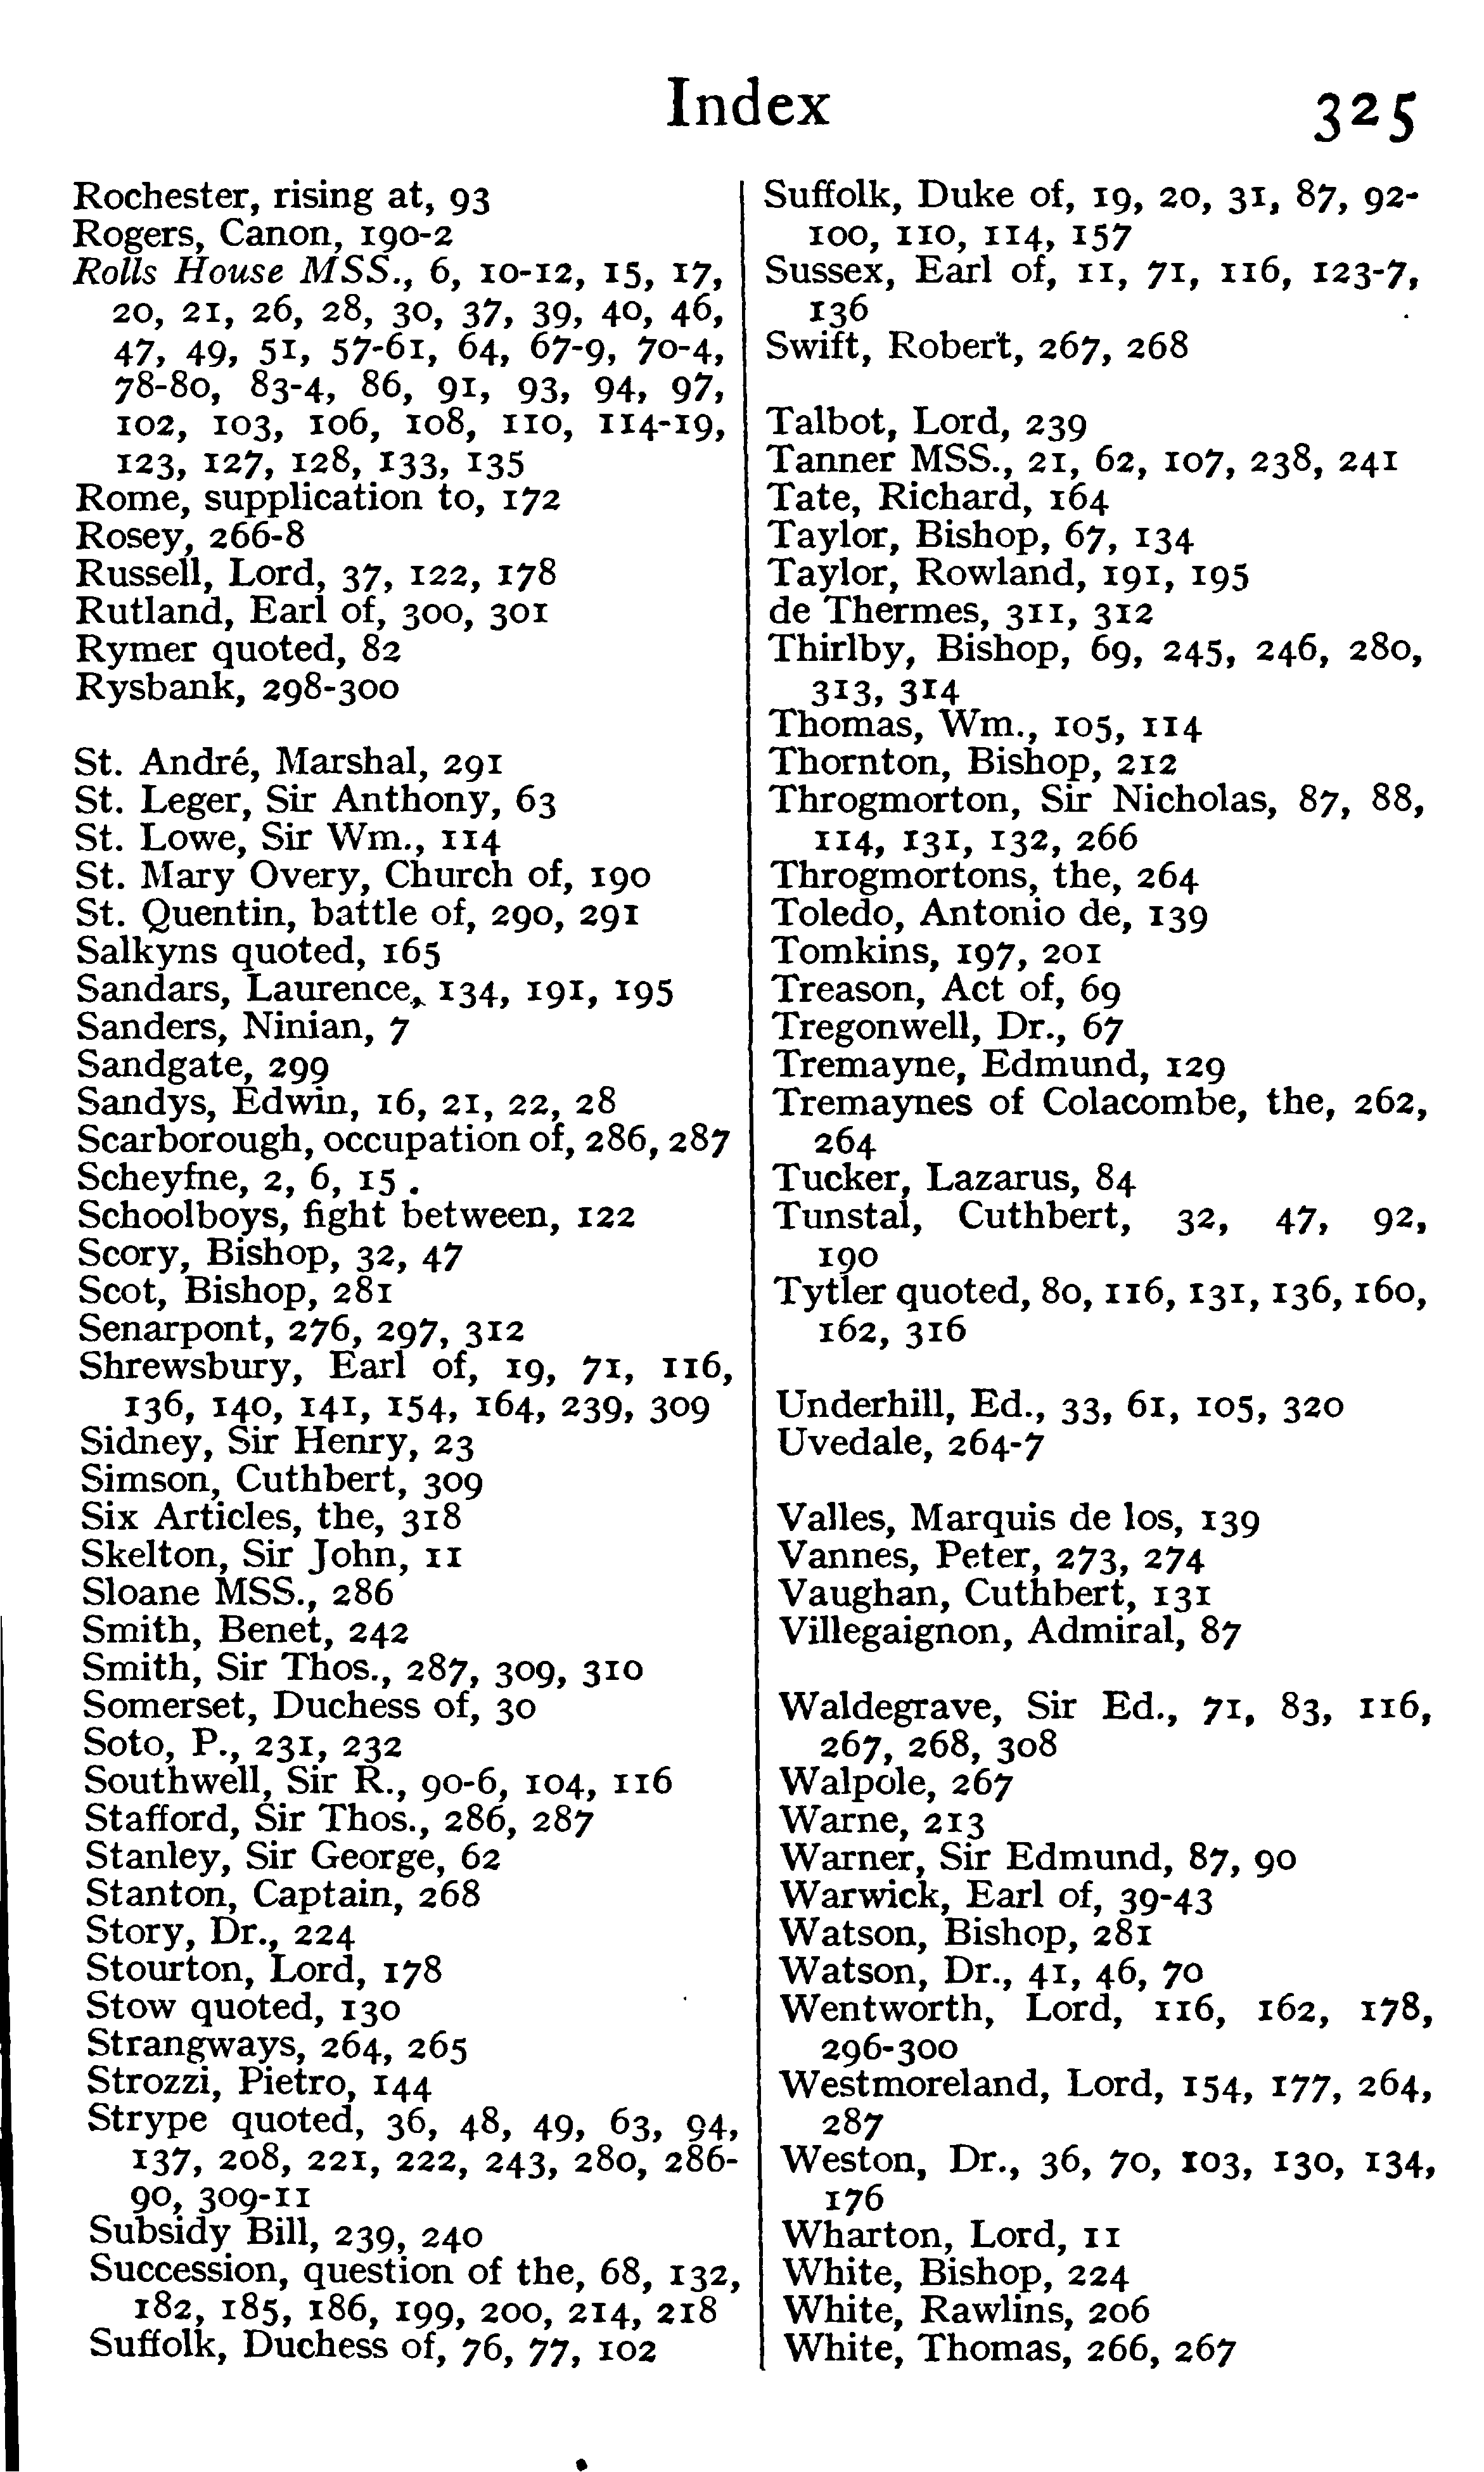 Index
325
Rochester, rising at, 93
Rogers, Canon, 190-2
Rolls House MSS., 6, 10-12, 15, 17,
20, 21, 26, 28, 30, 37, 39, 40, 46,
47, 49, 51, 57-61, 64, 67-9, 70-4,
78-80, 83-4, 86, 91, 93, 94, 97,
102, 103, 106, 108, 110, 114-19,
123, 127, 128, 133, 135
Rome, supplication to, 172
Rosey, 266-8
Russell, Lord, 37, 122, 178
Rutland, Earl of, 300, 301
Rymer quoted, 82
Rysbank, 298-300
St. André, Marshal, 291
St. Leger, Sir Anthony, 63
St. Lowe, Sir Wm., 114
St. Mary Overy, Church of, 190
St. Quentin, battle of, 290, 291
Salkyns quoted, 165
Sandars, Laurence, 134, 191, 195
Sanders, Ninian, 7
Sandgate, 299
Sandys, Edwin, 16, 21, 22, 28
Scarborough, occupation of, 286, 287
Scheyfne, 2, 6, 15
Schoolboys, fight between, 122
Scory, Bishop, 32, 47
Scot, Bishop, 281
Senarpont, 276, 297, 312
Shrewsbury, Earl of, 19, 71, 116,
136, 140, 141, 154, 164, 239, 309
Sidney, Sir Henry, 23
Simson, Cuthbert, 309
Six Articles, the, 318
Skelton, Sir John, 11
Sloane MSS., 286
Smith, Benet, 242
Smith, Sir Thos., 287, 309, 310
Somerset, Duchess of, 30
Soto, P., 231, 232
Southwell, Sir R., 90-6, 104, 116
Stafford, Sir Thos., 286, 287
Stanley, Sir George, 62
Stanton, Captain, 268
Story, Dr., 224
Stourton, Lord, 178
Stow quoted, 130
Strangways, 264, 265
Strozzi, Pietro, 144
Strype quoted, 36, 48, 49, 63, 94,
137, 208, 221, 222, 243, 280, 286-
90, 309-11
Subsidy Bill, 239, 240
Succession, question of the, 68, 132,
182, 185, 186, 199, 200, 214, 218
Suffolk, Duchess of, 76, 77, 102
Suffolk, Duke of, 19, 20, 31, 87, 92-
100, 110, 114, 157
Sussex, Earl of, 11, 71, 116, 123-7,
136
Swift, Robert, 267, 268
Talbot, Lord, 239
Tanner MSS., 21, 62, 107, 238, 241
Tate, Richard, 164
Taylor, Bishop, 67, 134
Taylor, Rowland, 191, 195
de Thermes, 311, 312
Thirlby, Bishop, 69, 245, 246, 280,
313, 314
Thomas, Wm., 105, 114
Thornton, Bishop, 212
Throgmorton, Sir Nicholas, 87, 88,
114, 131, 132, 266
Throgmortons, the, 264
Toledo, Antonio de, 139
Tomkins, 197, 201
Treason, Act of, 69
Tregonwell, Dr., 67
Tremayne, Edmund, 129
Tremaynes of Colacombe, the, 262,
264
Tucker, Lazarus, 84
Tunstal, Cuthbert, 32, 47, 92,
190
Tytler quoted, 80, 116, 131, 136, 160,
162, 316
Underhill, Ed., 33, 61, 105, 320
Uvedale, 264-7
Valles, Marquis de los, 139
Vannes, Peter, 273, 274
Vaughan, Cuthbert, 131
Villegaignon, Admiral, 87
Waldegrave, Sir Ed., 71, 83, 116,
267, 268, 308
Walpole, 267
Warne, 213
Warner, Sir Edmund, 87, 90
Warwick, Earl of, 39-43
Watson, Bishop, 281
Watson, Dr., 41, 46, 70
Wentworth, Lord, 116, 162, 178,
296-300
Westmoreland, Lord, 154, 177, 264,
287
Weston, Dr., 36, 70, 103, 130, 134,
176
Wharton, Lord, 11
White, Bishop, 224
White, Rawlins, 206
White, Thomas, 266, 267